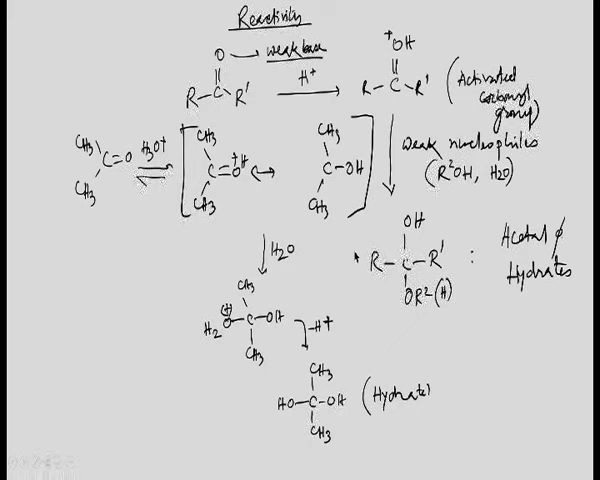 Reactivity
O → weak base
+OH
R-C-R' H+ → R-C-R' (Activated carbonyl group)
CH3 CH3 C=O H3O+ ⇌ [CH3 CH3 C=O+H ↔ CH3 CH3 C-OH]
weak nucleophiles
(R²OH, H2O)
↓ H2O
OH
R-C-R' : Acetal & Hydrates
OR²-(H)
CH3
H2O(+)-C-OH -H+
CH3
CH3
HO-C-OH (Hydrate)
CH3